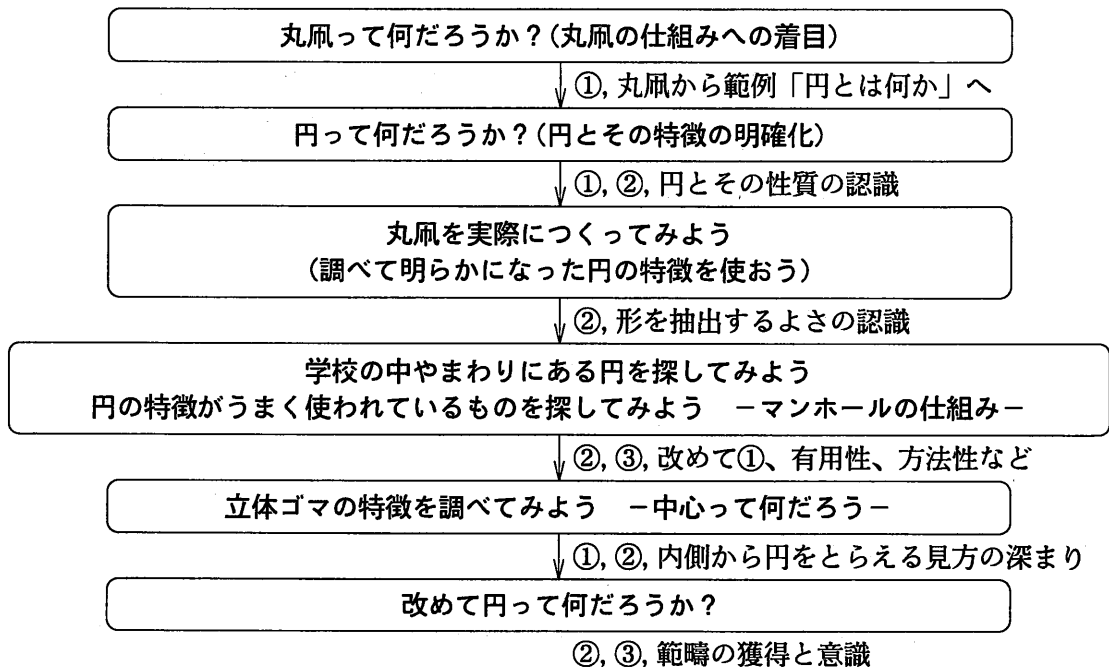 丸凧って何だろうか？(丸凧の仕組みへの着目)
①, 丸凧から範例「円とは何か」へ
円って何だろうか？(円とその特徴の明確化)
①, ②, 円とその性質の認識
丸凧を実際につくってみよう
(調べて明らかになった円の特徴を使おう)
②, 形を抽出するよさの認識
学校の中やまわりにある円を探してみよう
円の特徴がうまく使われているものを探してみよう －マンホールの仕組み－
②, ③, 改めて①、有用性、方法性など
立体ゴマの特徴を調べてみよう －中心って何だろう－
①, ②, 内側から円をとらえる見方の深まり
改めて円って何だろうか？
②, ③, 範疇の獲得と意識